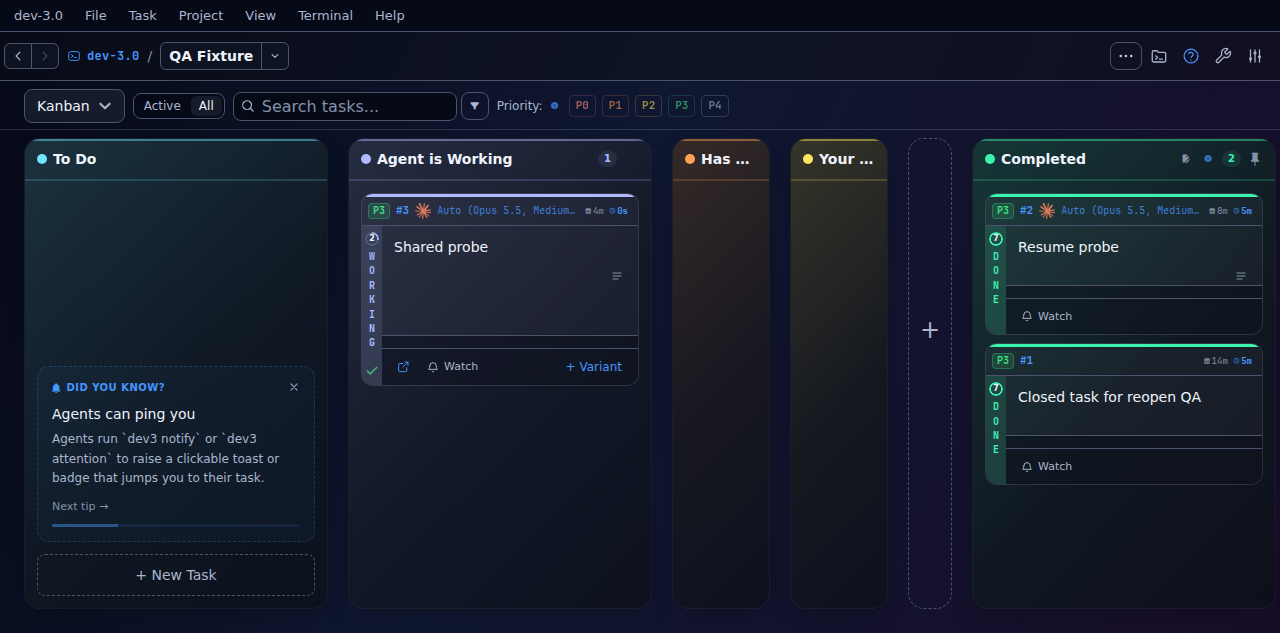 dev-3.0 File Task Project View Terminal Help
dev-3.0 / QA Fixture
Kanban Active All Search tasks... Priority: P0 P1 P2 P3 P4
To Do
DID YOU KNOW?
Agents can ping you
Agents run `dev3 notify` or `dev3
attention` to raise a clickable toast or
badge that jumps you to their task.
Next tip →
+ New Task
Agent is Working 1
P3 #3 Auto (Opus 5.5, Medium… 4m 0s
2
WORKING
Shared probe
Watch + Variant
Has …
Your …
+
Completed 2
P3 #2 Auto (Opus 5.5, Medium… 8m 5m
7
DONE
Resume probe
Watch
P3 #1 14m 5m
7
DONE
Closed task for reopen QA
Watch